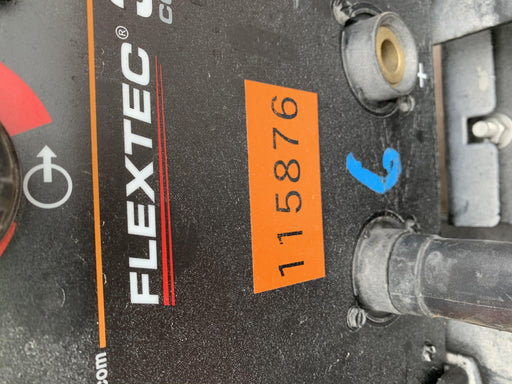 FLEXTEC®
115876
+
.com